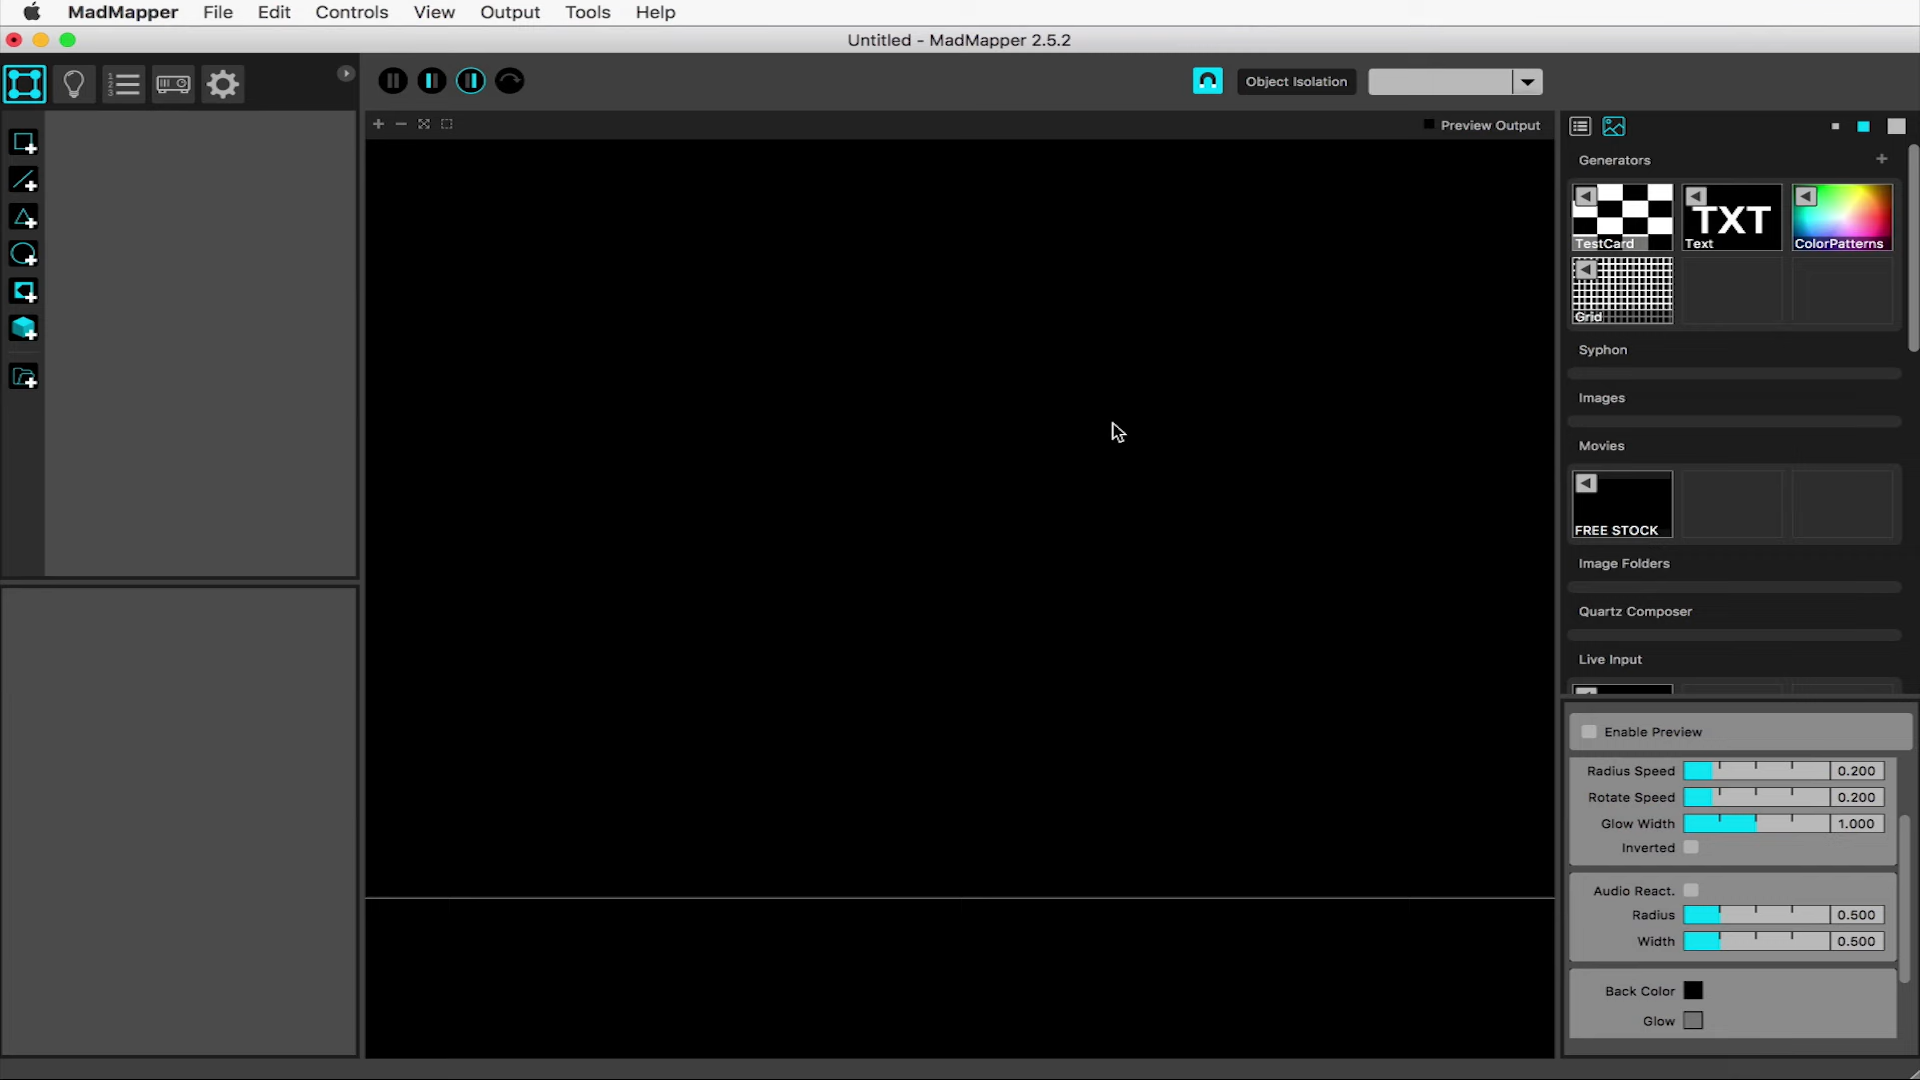 MadMapper File Edit Controls View Output Tools Help
Untitled - MadMapper 2.5.2
Object Isolation
Preview Output
Generators
TestCard
TXT
Text
ColorPatterns
Grid
Syphon
Images
Movies
FREE STOCK
Image Folders
Quartz Composer
Live Input
Enable Preview
Radius Speed 0.200
Rotate Speed 0.200
Glow Width 1.000
Inverted
Audio React.
Radius 0.500
Width 0.500
Back Color
Glow